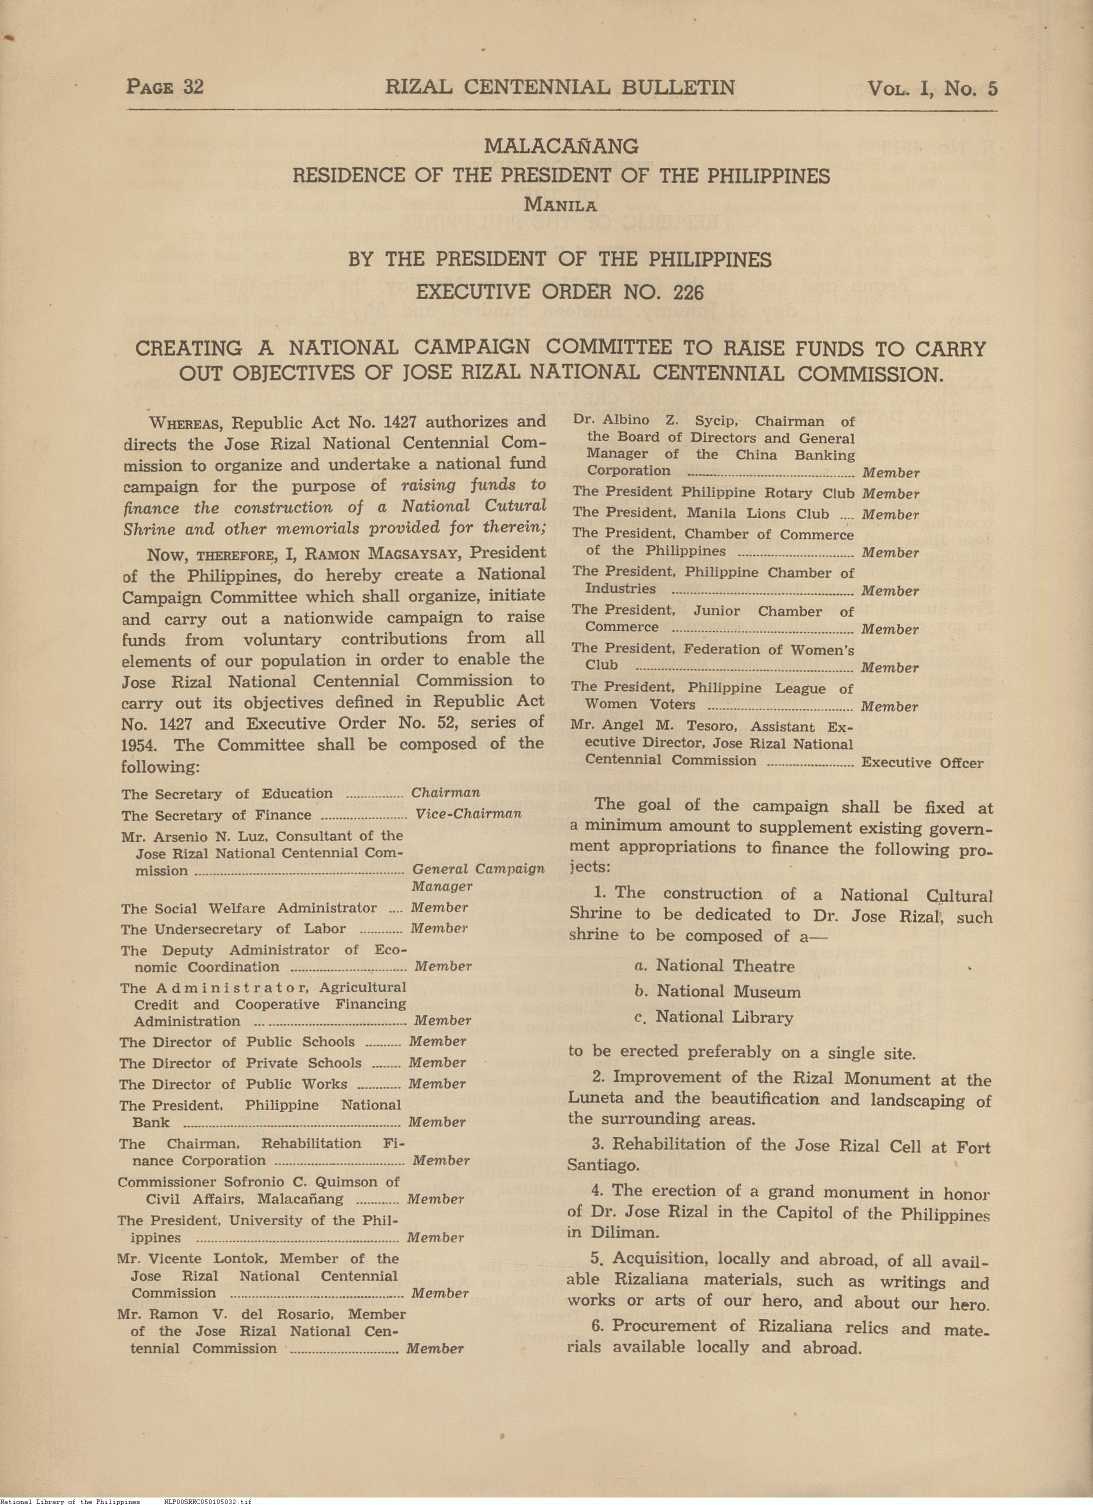 PAGE 32 RIZAL CENTENNIAL BULLETIN VOL. I, NO. 5
MALACAÑANG
RESIDENCE OF THE PRESIDENT OF THE PHILIPPINES
MANILA
BY THE PRESIDENT OF THE PHILIPPINES
EXECUTIVE ORDER NO. 226
CREATING A NATIONAL CAMPAIGN COMMITTEE TO RAISE FUNDS TO CARRY
OUT OBJECTIVES OF JOSE RIZAL NATIONAL CENTENNIAL COMMISSION.
WHEREAS, Republic Act No. 1427 authorizes and
directs the Jose Rizal National Centennial Com-
mission to organize and undertake a national fund
campaign for the purpose of raising funds to
finance the construction of a National Cutural
Shrine and other memorials provided for therein;
NOW, THEREFORE, I, RAMON MAGSAYSAY, President
of the Philippines, do hereby create a National
Campaign Committee which shall organize, initiate
and carry out a nationwide campaign to raise
funds from voluntary contributions from all
elements of our population in order to enable the
Jose Rizal National Centennial Commission to
carry out its objectives defined in Republic Act
No. 1427 and Executive Order No. 52, series of
1954. The Committee shall be composed of the
following:
The Secretary of Education ................ Chairman
The Secretary of Finance ........................ Vice-Chairman
Mr. Arsenio N. Luz, Consultant of the
Jose Rizal National Centennial Com-
mission ........................................................ General Campaign
Manager
The Social Welfare Administrator .... Member
The Undersecretary of Labor ............ Member
The Deputy Administrator of Eco-
nomic Coordination ................................ Member
The Administrator, Agricultural
Credit and Cooperative Financing
Administration ........................................ Member
The Director of Public Schools .......... Member
The Director of Private Schools ........ Member
The Director of Public Works ............ Member
The President, Philippine National
Bank ............................................................ Member
The Chairman, Rehabilitation Fi-
nance Corporation .................................... Member
Commissioner Sofronio C. Quimson of
Civil Affairs, Malacañang ............ Member
The President, University of the Phil-
ippines ........................................................ Member
Mr. Vicente Lontok, Member of the
Jose Rizal National Centennial
Commission ................................................ Member
Mr. Ramon V. del Rosario, Member
of the Jose Rizal National Cen-
tennial Commission .............................. Member
Dr. Albino Z. Sycip, Chairman of
the Board of Directors and General
Manager of the China Banking
Corporation ............................................ Member
The President Philippine Rotary Club Member
The President, Manila Lions Club .... Member
The President, Chamber of Commerce
of the Philippines ................................ Member
The President, Philippine Chamber of
Industries .................................................. Member
The President, Junior Chamber of
Commerce .................................................. Member
The President, Federation of Women's
Club ............................................................ Member
The President, Philippine League of
Women Voters ........................................ Member
Mr. Angel M. Tesoro, Assistant Ex-
ecutive Director, Jose Rizal National
Centennial Commission ........................ Executive Offcer
The goal of the campaign shall be fixed at
a minimum amount to supplement existing govern-
ment appropriations to finance the following pro-
jects:
1. The construction of a National Cultural
Shrine to be dedicated to Dr. Jose Rizal, such
shrine to be composed of a—
a. National Theatre
b. National Museum
c. National Library
to be erected preferably on a single site.
2. Improvement of the Rizal Monument at the
Luneta and the beautification and landscaping of
the surrounding areas.
3. Rehabilitation of the Jose Rizal Cell at Fort
Santiago.
4. The erection of a grand monument in honor
of Dr. Jose Rizal in the Capitol of the Philippines
in Diliman.
5. Acquisition, locally and abroad, of all avail-
able Rizaliana materials, such as writings and
works or arts of our hero, and about our hero.
6. Procurement of Rizaliana relics and mate-
rials available locally and abroad.
National Library of the Philippines NLP00SRRC050105032.tif